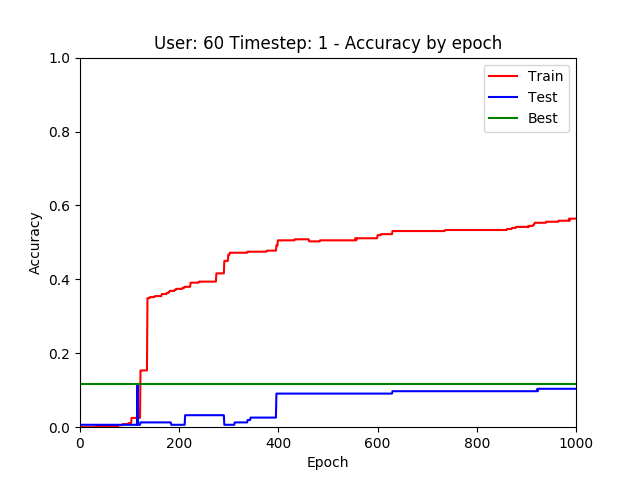 User: 60 Timestep: 1 - Accuracy by epoch
1.0
0.8
0.6
0.4
0.2
0.0
Accuracy
Train
Test
Best
0 200 400 600 800 1000
Epoch